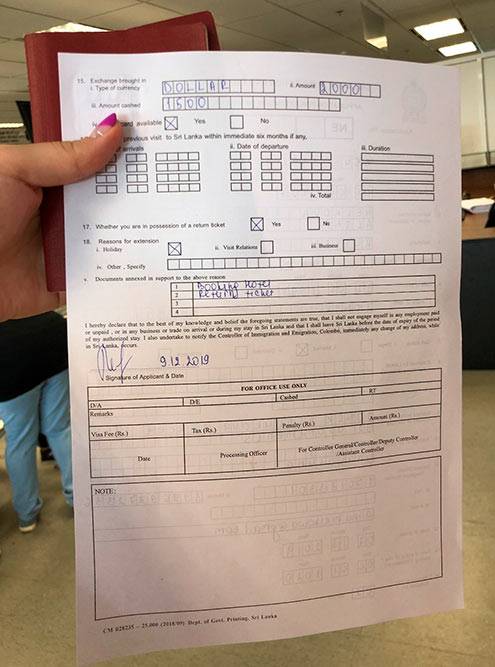 15. Exchange brought in
i. Type of currency DOLLAR ii. Amount 2000
iii. Amount cashed 1500
card available Yes No
previous visit to Sri Lanka within immediate six months if any,
arrivals ii. Date of departure iii. Duration
iv. Total
17. Whether you are in possession of a return ticket Yes No
18. Reasons for extension
i. Holiday ii. Visit Relations iii. Business
iv. Other, Specify
v. Documents annexed in support to the above reason
1 Booking Hotel
2 Return ticket
3
4
I hereby declare that to the best of my knowledge and belief the foregoing statements are true, that I shall not engage myself in any employment paid
or unpaid, or in any business or trade on arrival or during my stay in Sri Lanka and that I shall leave Sri Lanka before the date of expiry of the period
of my authorized stay. I also undertake to notify the Controller of Immigration and Emigration, Colombo, immediately any change of my address, while
in Sri Lanka, occurs.
9.12.2019
Signature of Applicant & Date
FOR OFFICE USE ONLY
D/A D/E Cashed RT
Remarks
Visa Fee (Rs.) Tax (Rs.) Penalty (Rs.) Amount (Rs.)
Date Processing Officer For Controller General/Controller/Deputy Controller
/Assistant Controller
NOTE:
CM 028235 – 25,000 (2018/09) Dept. of Govt. Printing, Sri Lanka